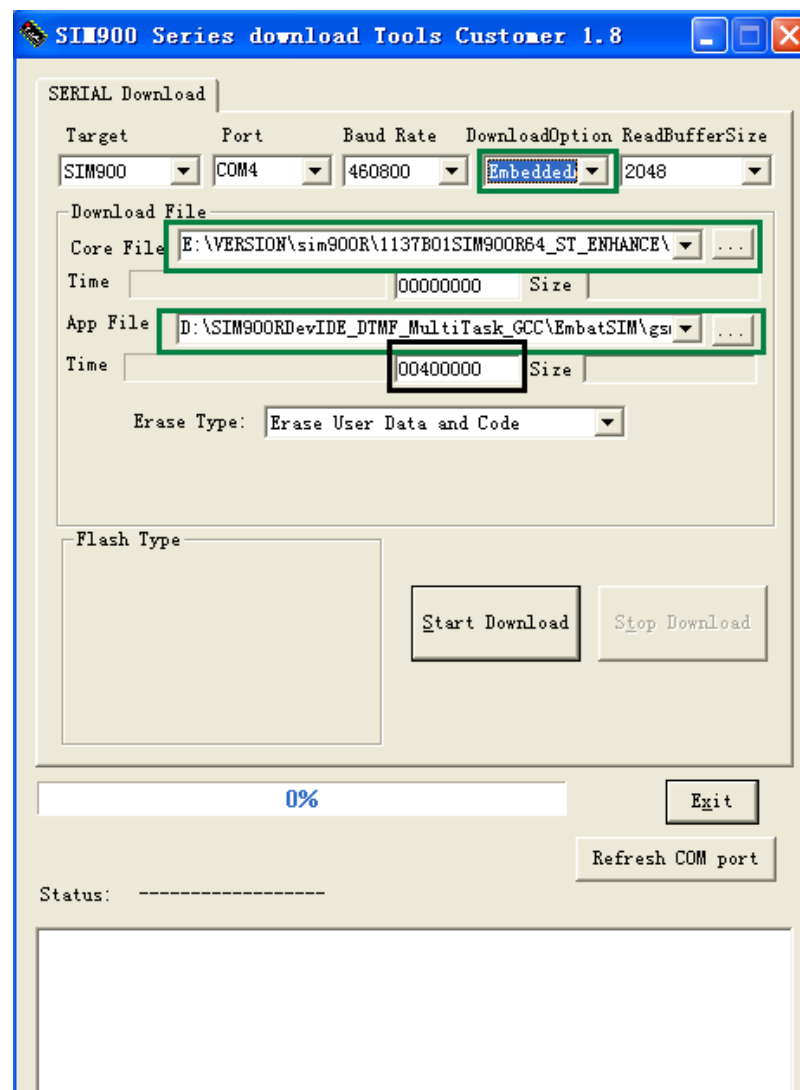 SIM900 Series download Tools Customer 1.8
SERIAL Download
Target Port Baud Rate DownloadOption ReadBufferSize
SIM900 COM4 460800 Embedded 2048
Download File
Core File E:\VERSION\sim900R\1137B01SIM900R64_ST_ENHANCE\ ...
Time 00000000 Size
App File D:\SIM900RDevIDE_DTMF_MultiTask_GCC\EmbatSIM\gsm ...
Time 00400000 Size
Erase Type: Erase User Data and Code
Flash Type
Start Download Stop Download
0%
Exit
Refresh COM port
Status: ------------------